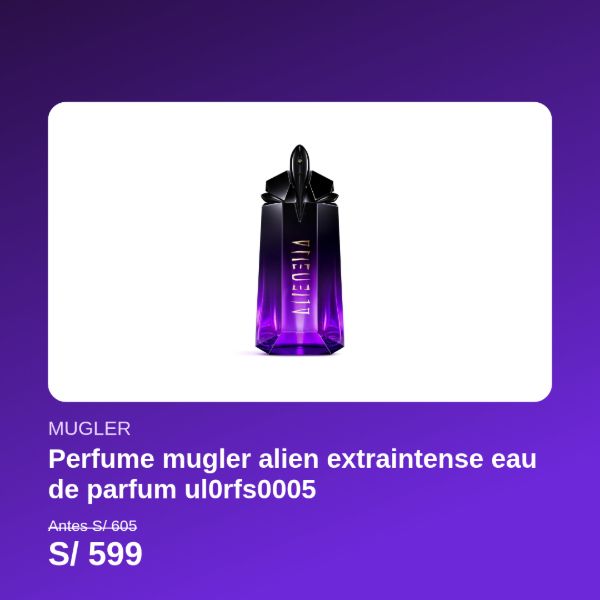 MUGLER
Perfume mugler alien extraintense eau
de parfum ul0rfs0005
Antes S/ 605
S/ 599